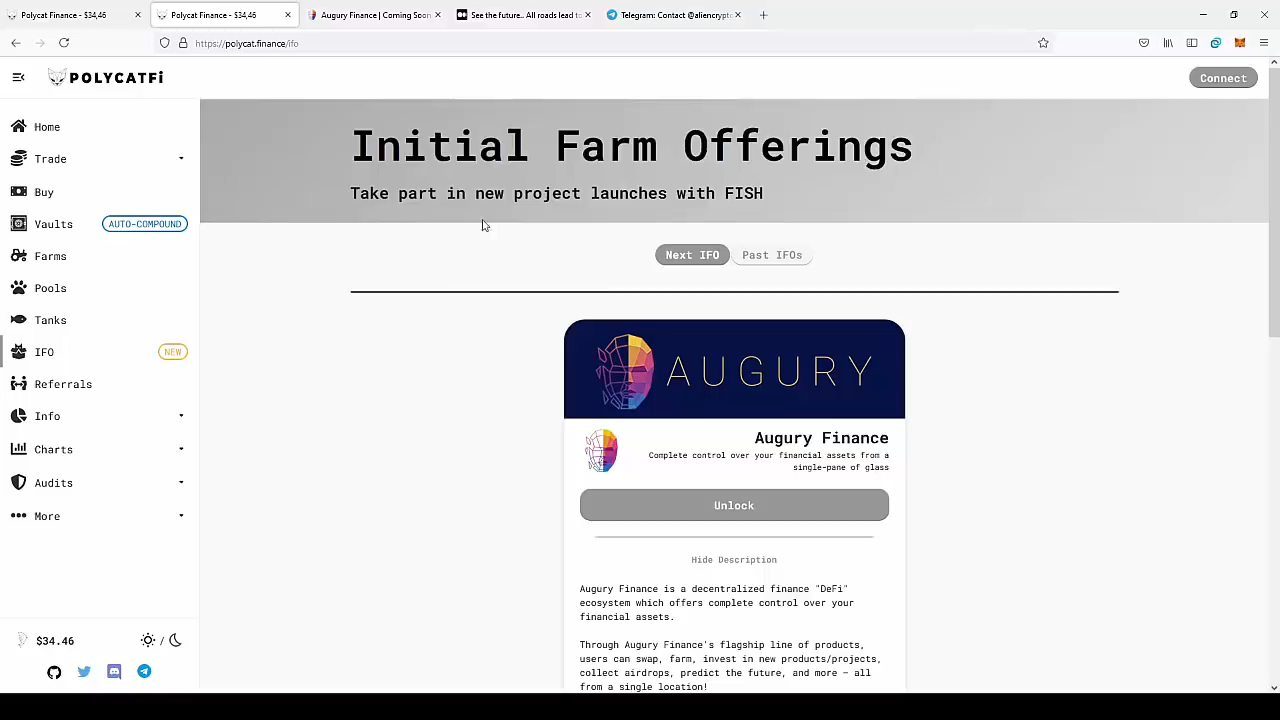 Polycat Finance - $34,46
Polycat Finance - $34,46
Augury Finance | Coming Soon
See the future.. All roads lead t
Telegram: Contact @aliencrypt
https://polycat.finance/ifo
POLYCATFi
Connect
Home
Trade
Buy
Vaults
AUTO-COMPOUND
Farms
Pools
Tanks
IFO
NEW
Referrals
Info
Charts
Audits
More
$34.46
/
Initial Farm Offerings
Take part in new project launches with FISH
Next IFO
Past IFOs
AUGURY
Augury Finance
Complete control over your financial assets from a
single-pane of glass
Unlock
Hide Description
Augury Finance is a decentralized finance "DeFi"
ecosystem which offers complete control over your
financial assets.
Through Augury Finance's flagship line of products,
users can swap, farm, invest in new products/projects,
collect airdrops, predict the future, and more – all
from a single location!